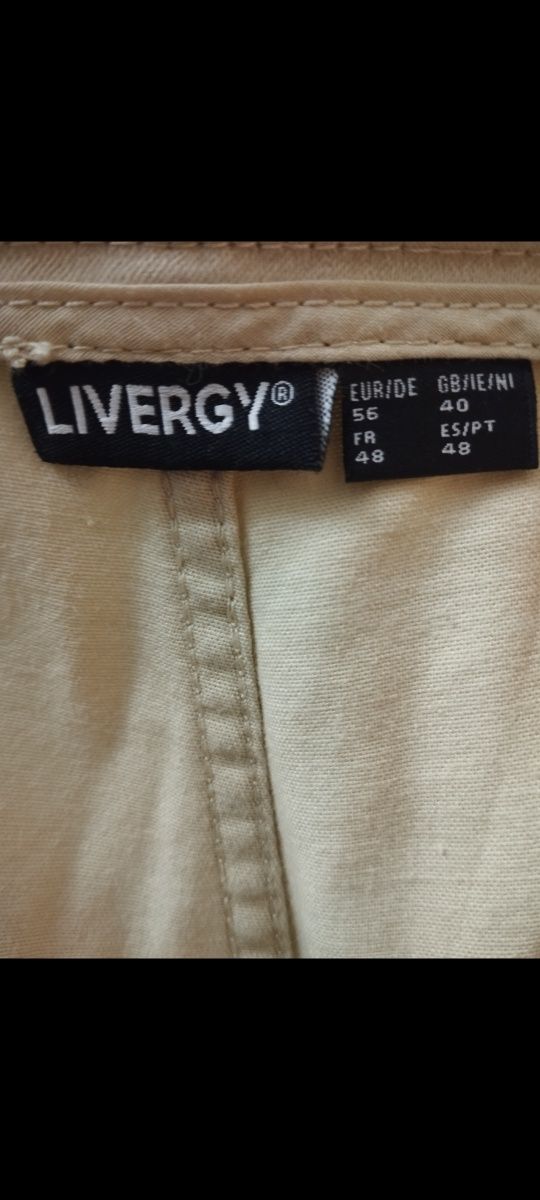 LIVERGY®
EUR/DE GB/IE/NI
56 40
FR ES/PT
48 48